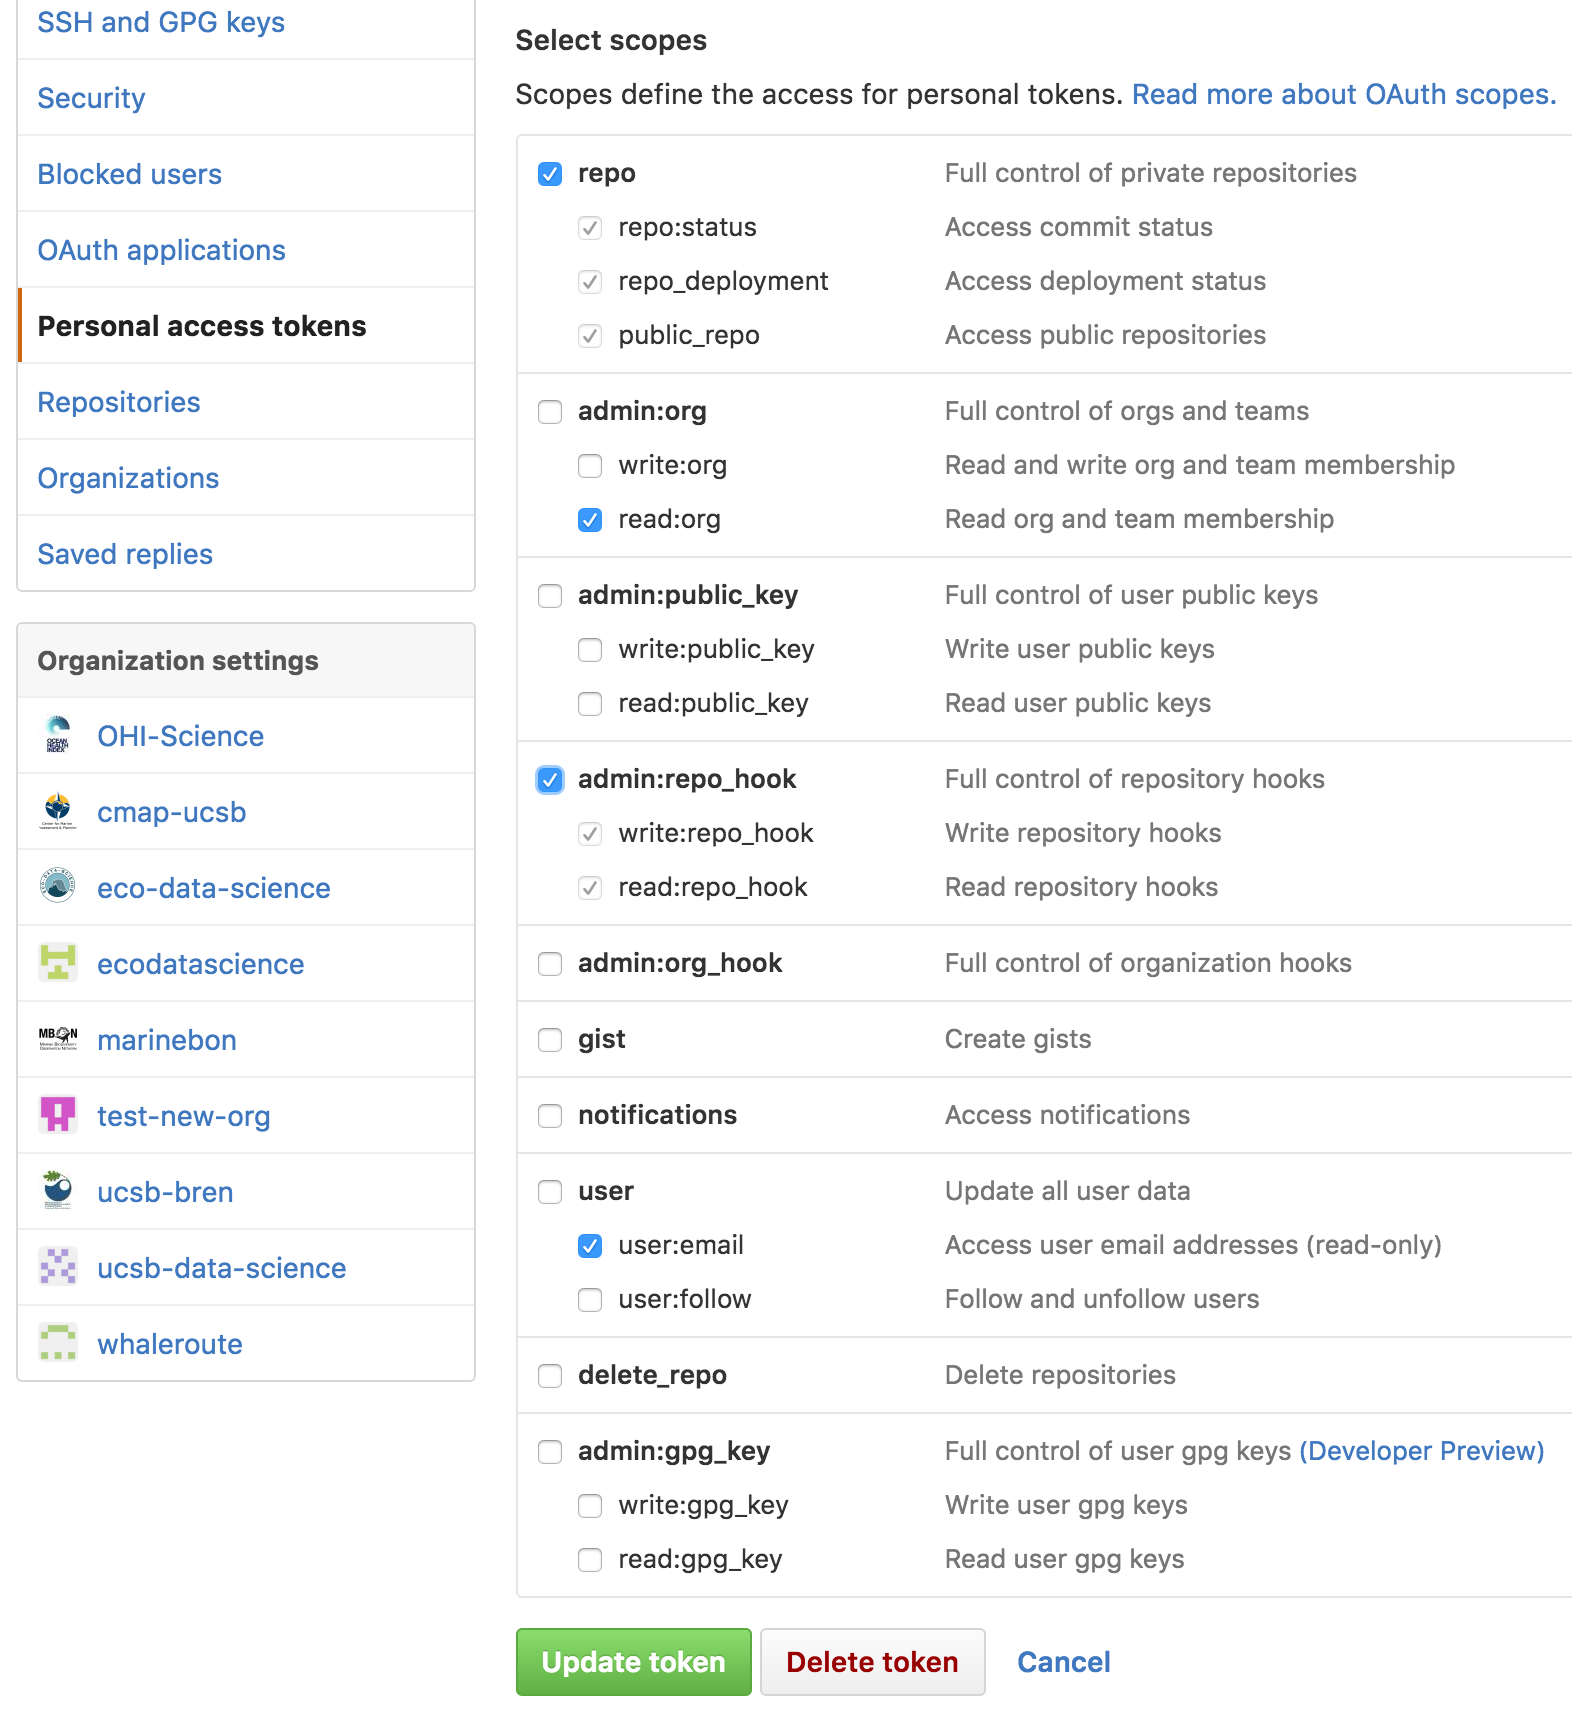 SSH and GPG keys
Security
Blocked users
OAuth applications
Personal access tokens
Repositories
Organizations
Saved replies
Organization settings
OCEAN
HEALTH
INDEX
OHI-Science
cmap-ucsb
eco-data-science
ecodatascience
MB N
marinebon
test-new-org
ucsb-bren
ucsb-data-science
whaleroute
Select scopes
Scopes define the access for personal tokens. Read more about OAuth scopes.
repo Full control of private repositories
repo:status Access commit status
repo_deployment Access deployment status
public_repo Access public repositories
admin:org Full control of orgs and teams
write:org Read and write org and team membership
read:org Read org and team membership
admin:public_key Full control of user public keys
write:public_key Write user public keys
read:public_key Read user public keys
admin:repo_hook Full control of repository hooks
write:repo_hook Write repository hooks
read:repo_hook Read repository hooks
admin:org_hook Full control of organization hooks
gist Create gists
notifications Access notifications
user Update all user data
user:email Access user email addresses (read-only)
user:follow Follow and unfollow users
delete_repo Delete repositories
admin:gpg_key Full control of user gpg keys (Developer Preview)
write:gpg_key Write user gpg keys
read:gpg_key Read user gpg keys
Update token Delete token Cancel